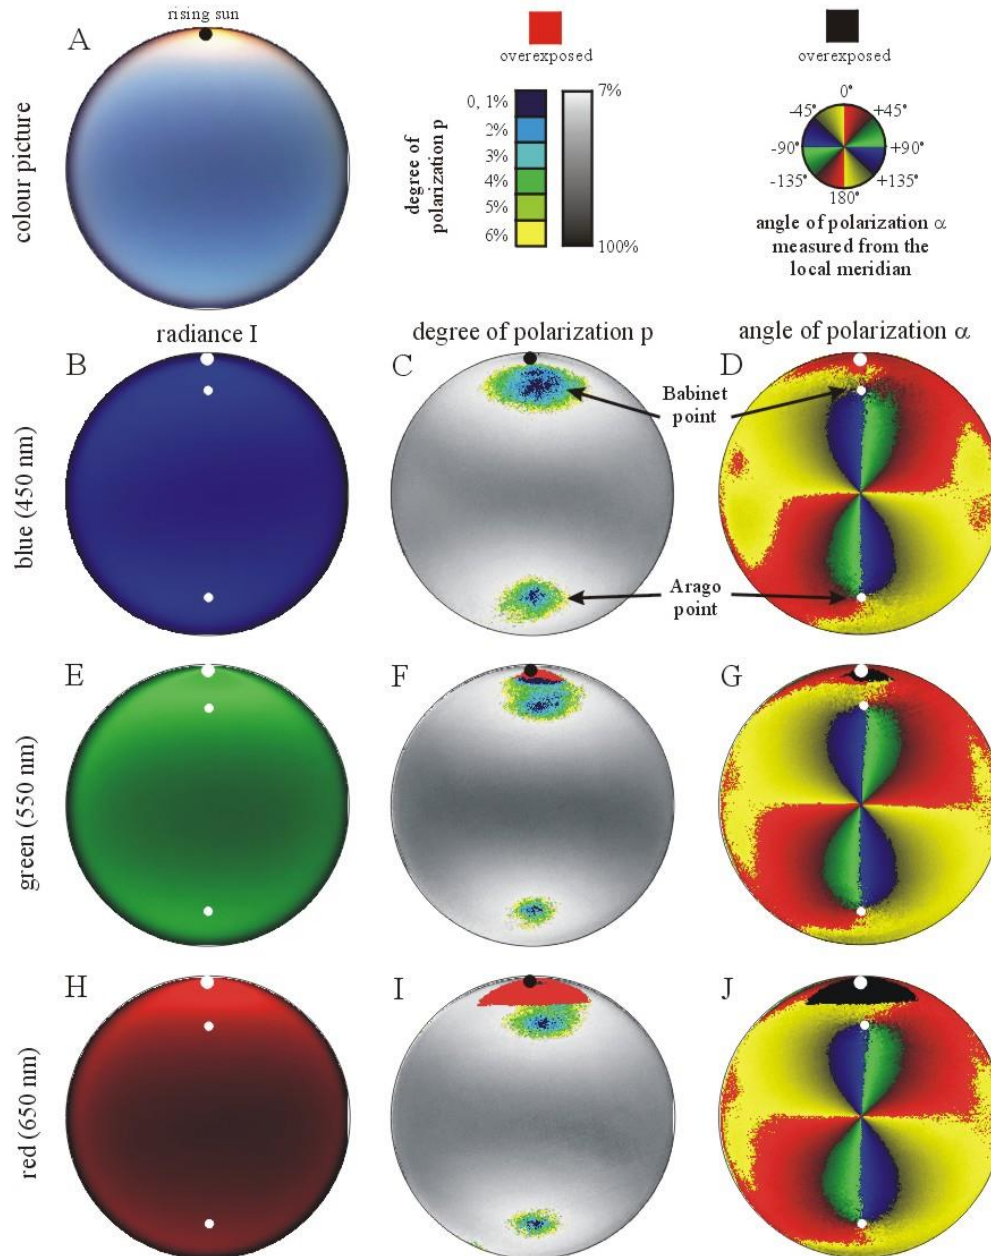 A
rising sun
colour picture
overexposed
overexposed
degree of
polarization p
0, 1%
2%
3%
4%
5%
6%
7%
100%
0°
-45°
+45°
-90°
+90°
-135°
+135°
180°
angle of polarization α
measured from the
local meridian
radiance I
degree of polarization p
angle of polarization α
blue (450 nm)
B
C
D
Babinet
point
Arago
point
green (550 nm)
E
F
G
red (650 nm)
H
I
J